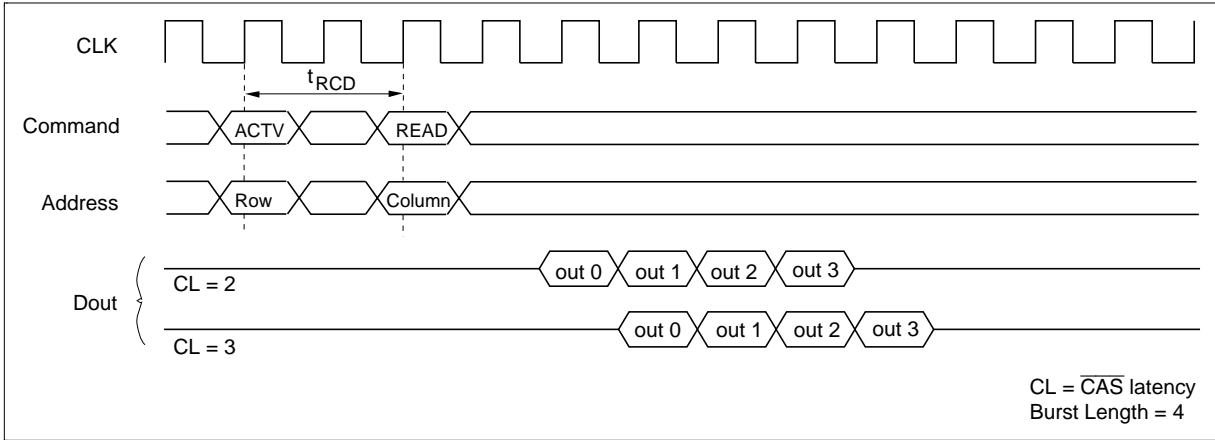 CLK
tRCD
Command
ACTV
READ
Address
Row
Column
Dout
CL = 2
out 0
out 1
out 2
out 3
CL = 3
out 0
out 1
out 2
out 3
CL = C̅A̅S̅ latency
Burst Length = 4